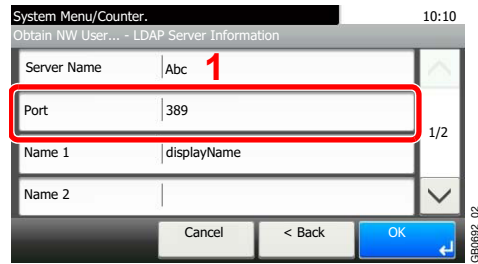 System Menu/Counter. 10:10
Obtain NW User... - LDAP Server Information
Server Name Abc 1
Port 389
1/2
Name 1 displayName
Name 2
Cancel < Back OK
GB0692_02